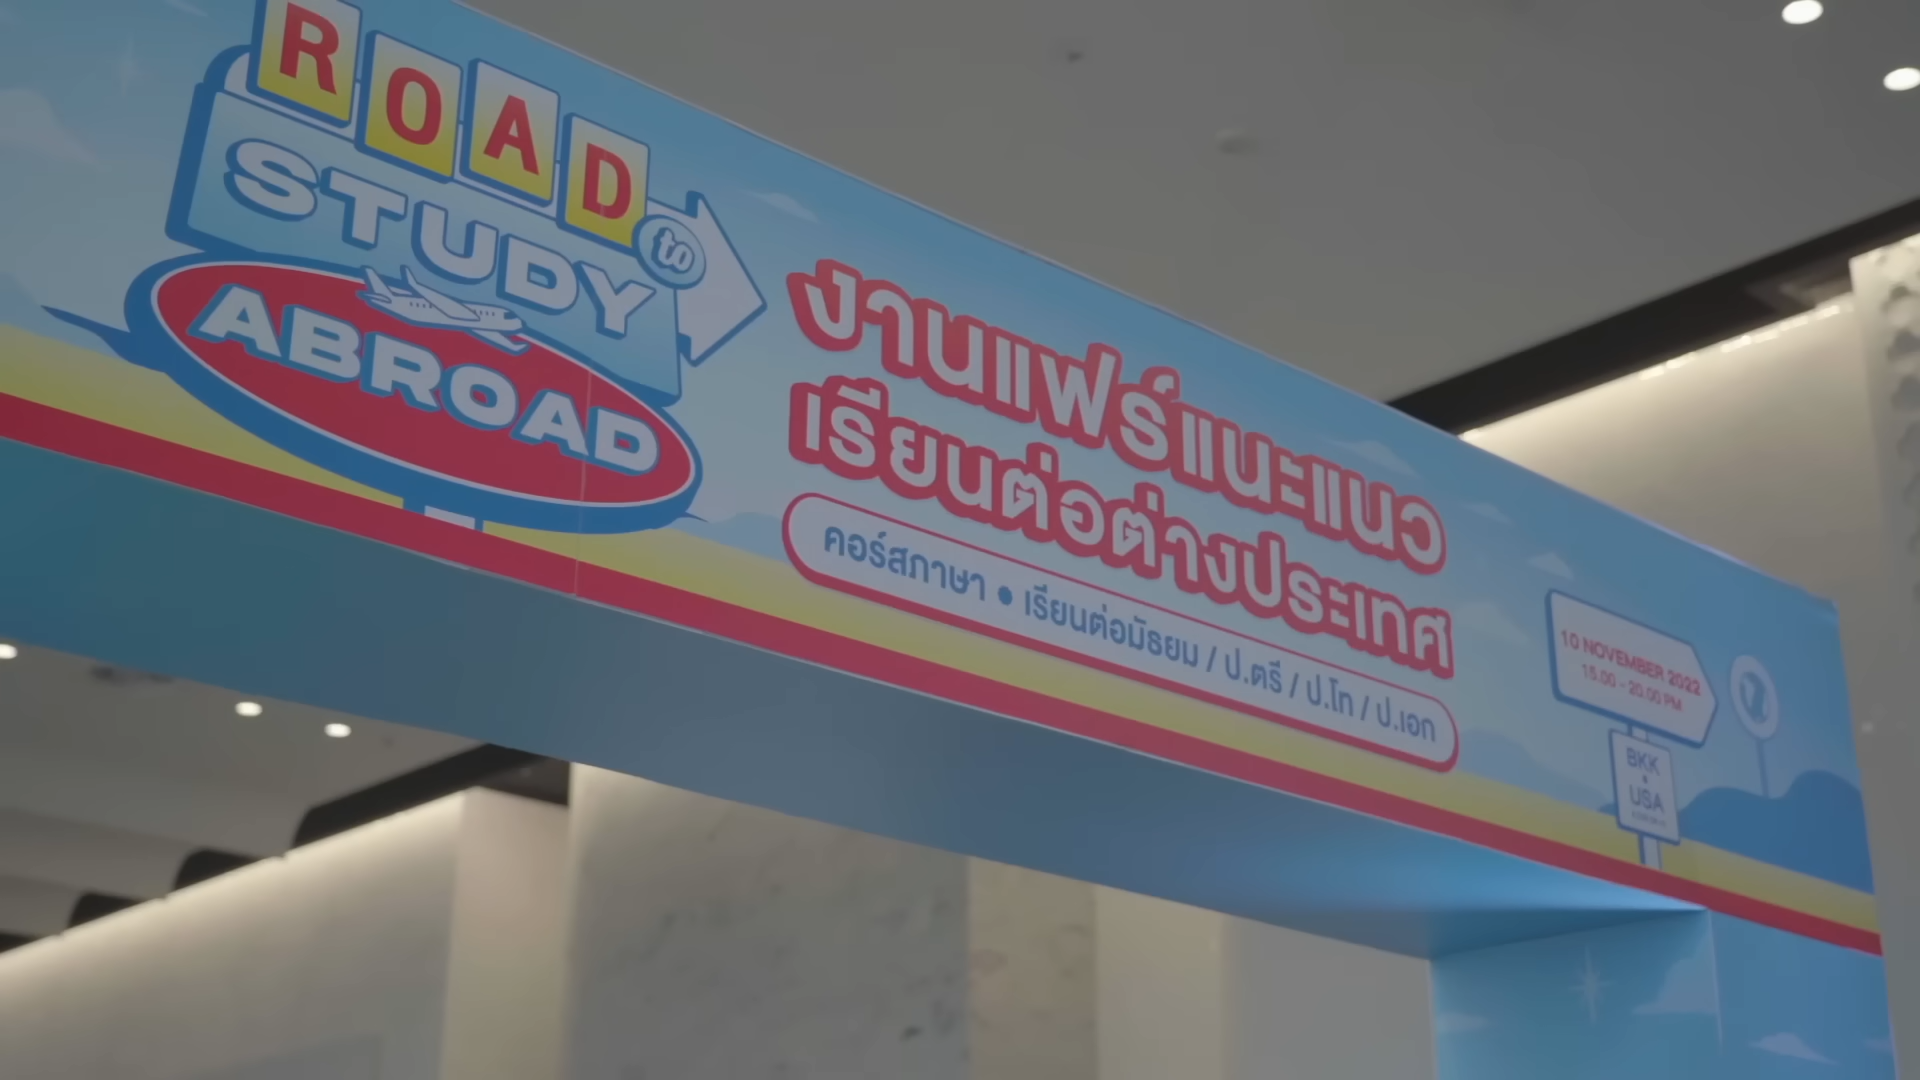 ROAD to
STUDY
ABROAD
งานแฟร์แนะแนว
เรียนต่อต่างประเทศ
คอร์สภาษา • เรียนต่อมัธยม / ป.ตรี / ป.โท / ป.เอก
10 NOVEMBER 2022
15.00 - 20.00 PM
BKK
•
USA